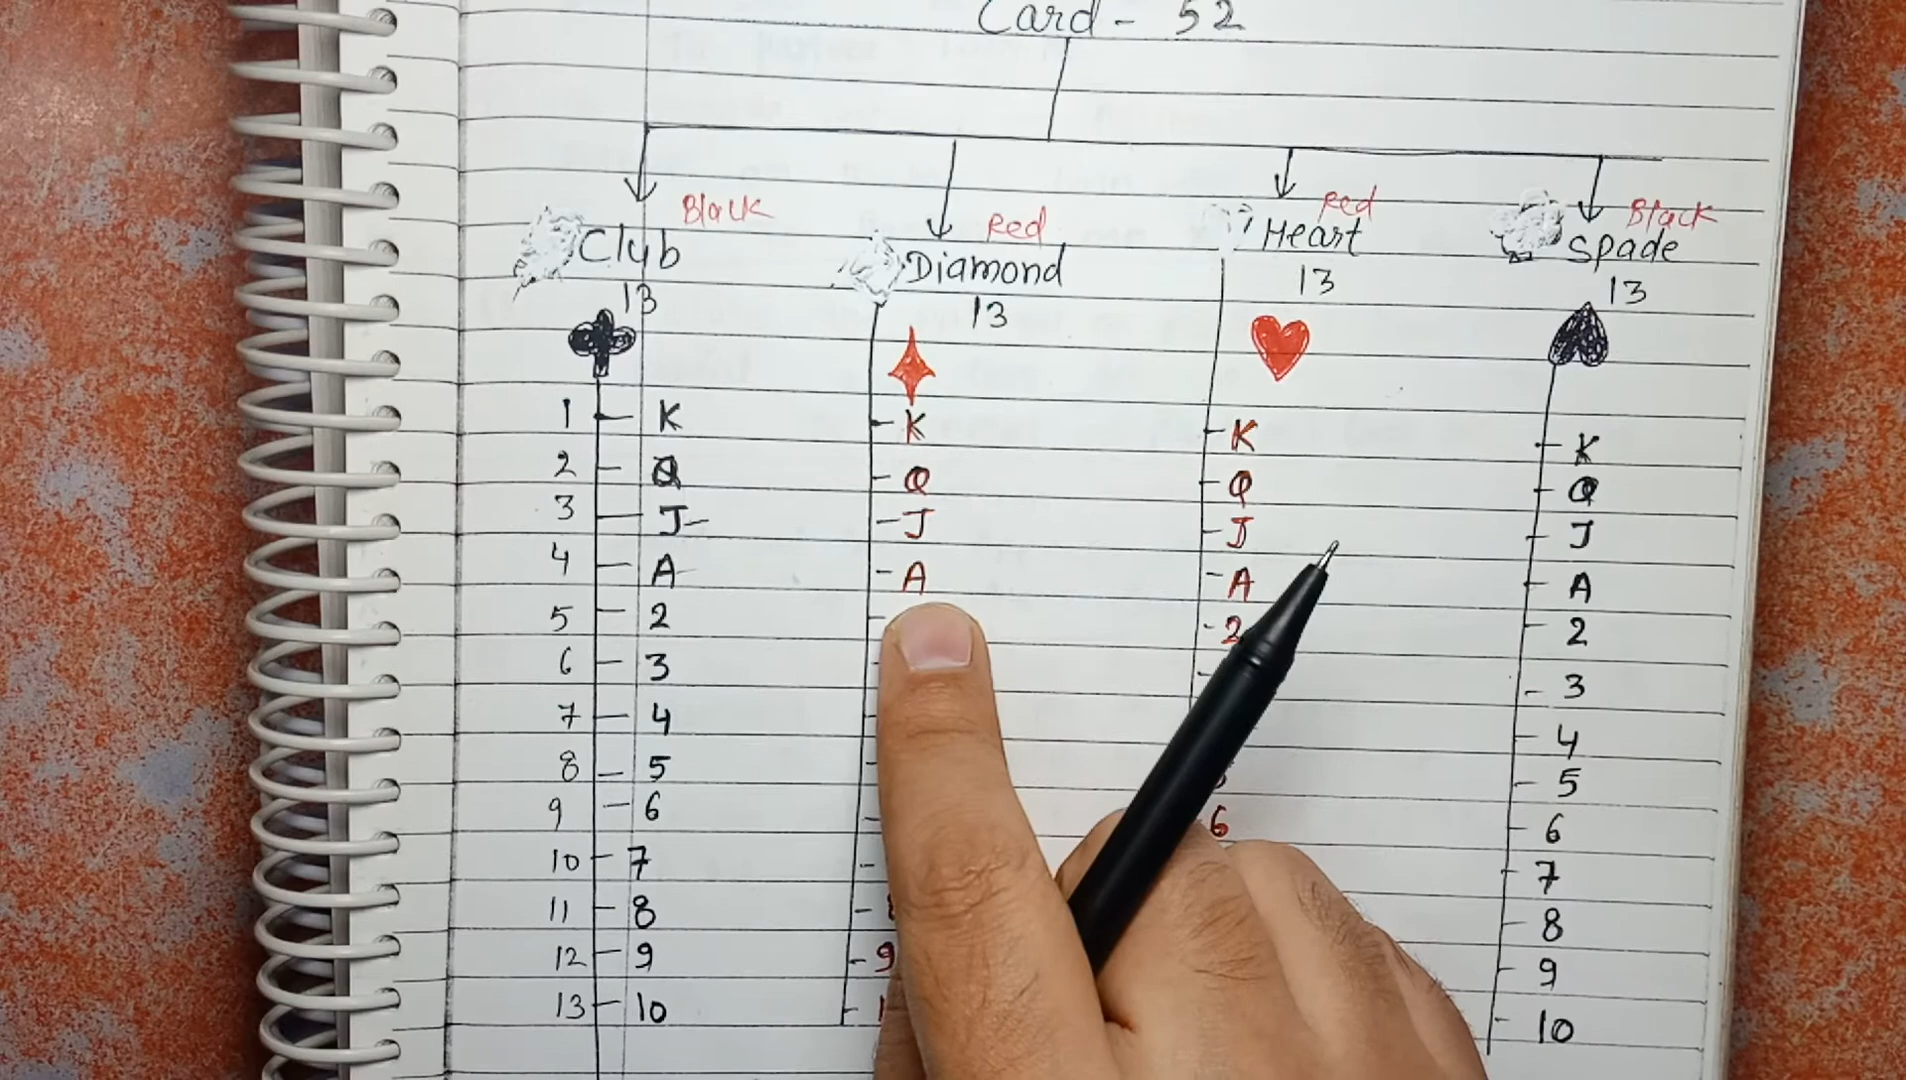 Card - 52
Black Red Red Black
Club Diamond Heart Spade
13 13 13 13
1 K K K K
2 Q Q Q Q
3 J J J J
4 A A A A
5 2 2 2
6 3 3
7 4 4
8 5 5
9 6 6 6
10 7 7
11 8 8
12 9 9 9
13 10 10